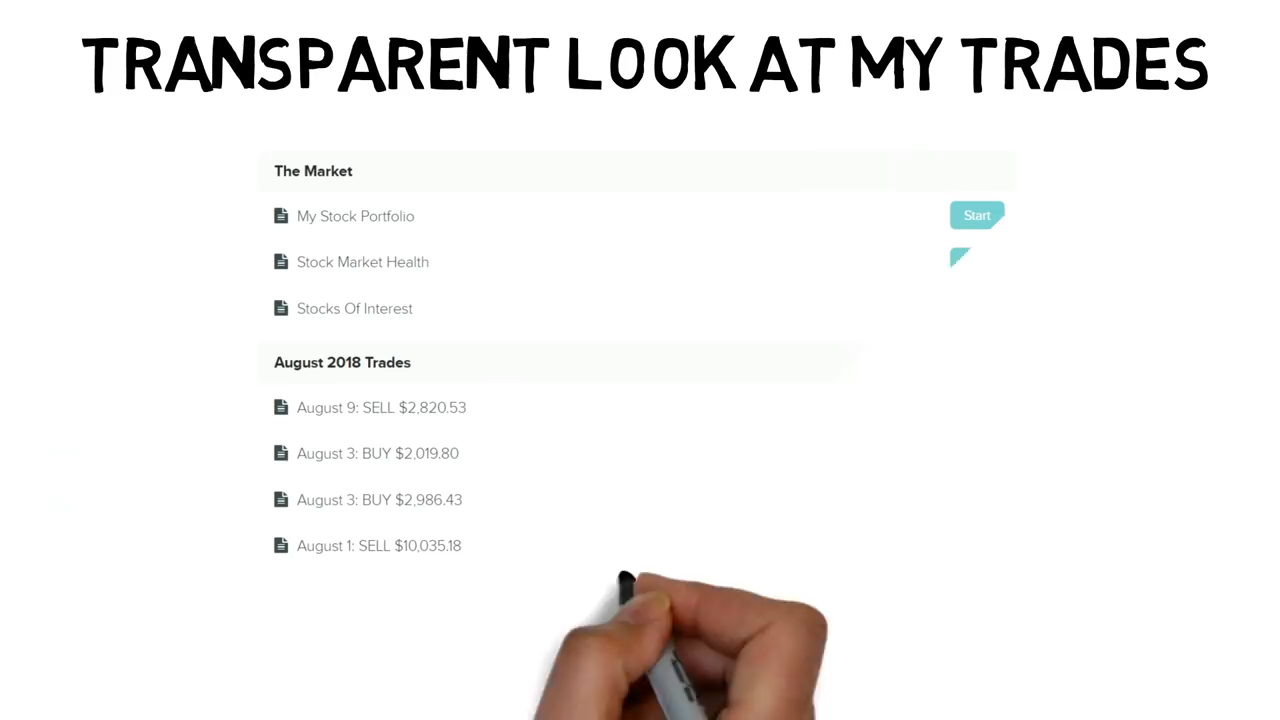 TRANSPARENT LOOK AT MY TRADES
The Market
My Stock Portfolio
Start
Stock Market Health
Stocks Of Interest
August 2018 Trades
August 9: SELL $2,820.53
August 3: BUY $2,019.80
August 3: BUY $2,986.43
August 1: SELL $10,035.18